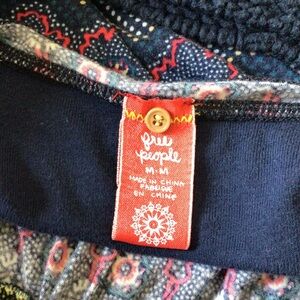 free
people
M·M
MADE IN CHINA
FABRIQUÉ
EN CHINE